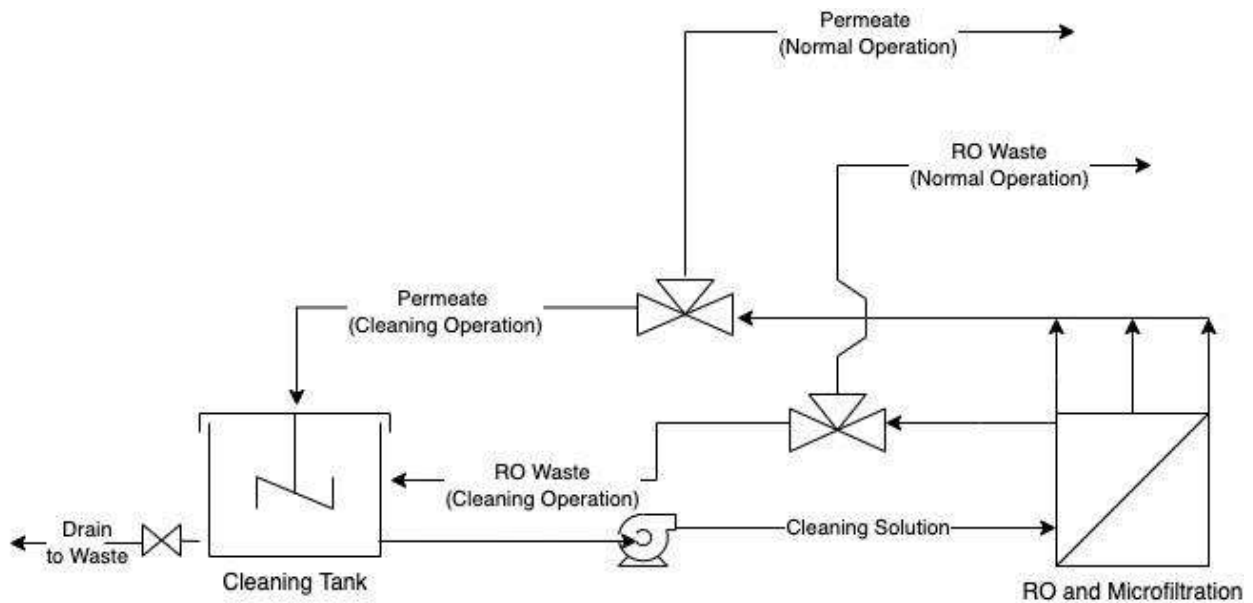 Permeate
(Normal Operation)
RO Waste
(Normal Operation)
Permeate
(Cleaning Operation)
RO Waste
(Cleaning Operation)
Drain
to Waste
Cleaning Solution
Cleaning Tank
RO and Microfiltration